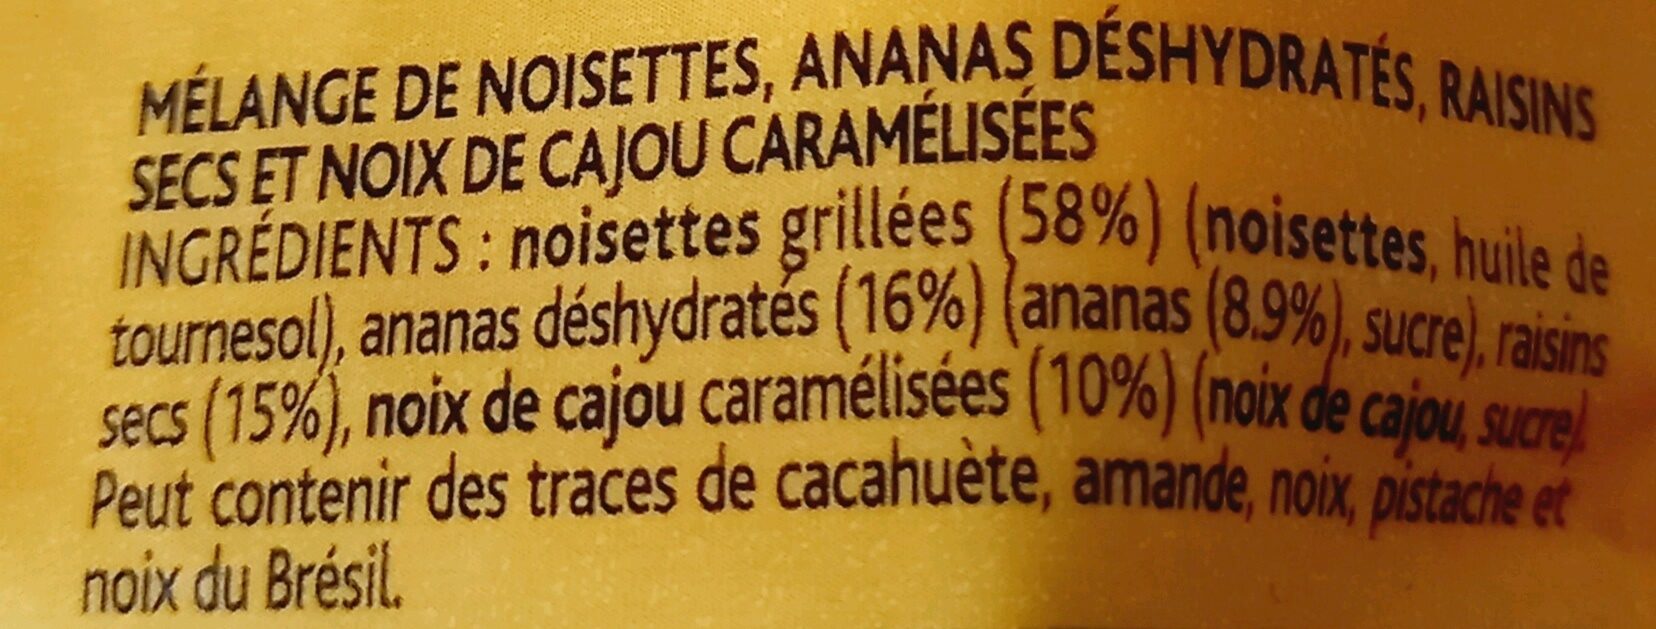 MÉLANGE DE NOISETTES, ANANAS DÉSHYDRATÉS, RAISINS
SECS ET NOIX DE CAJOU CARAMÉLISÉES
INGRÉDIENTS : noisettes grillées (58%) (noisettes, huile de
tournesol), ananas déshydratés (16%) (ananas (8.9%), sucre), raisins
secs (15%), noix de cajou caramélisées (10%) (noix de cajou, sucre).
Peut contenir des traces de cacahuète, amande, noix, pistache et
noix du Brésil.